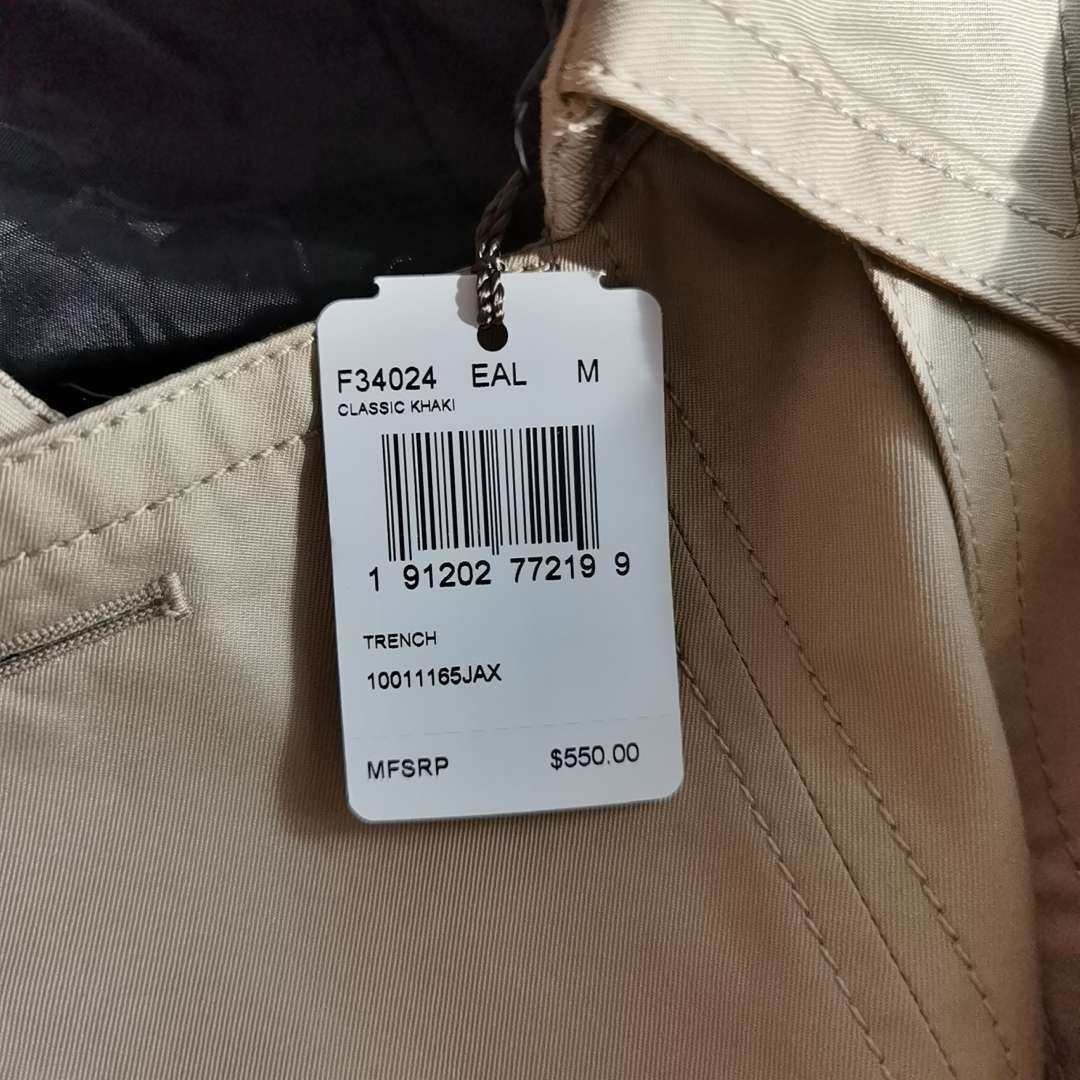 F34024 EAL M
CLASSIC KHAKI
1 91202 77219 9
TRENCH
10011165JAX
MFSRP $550.00